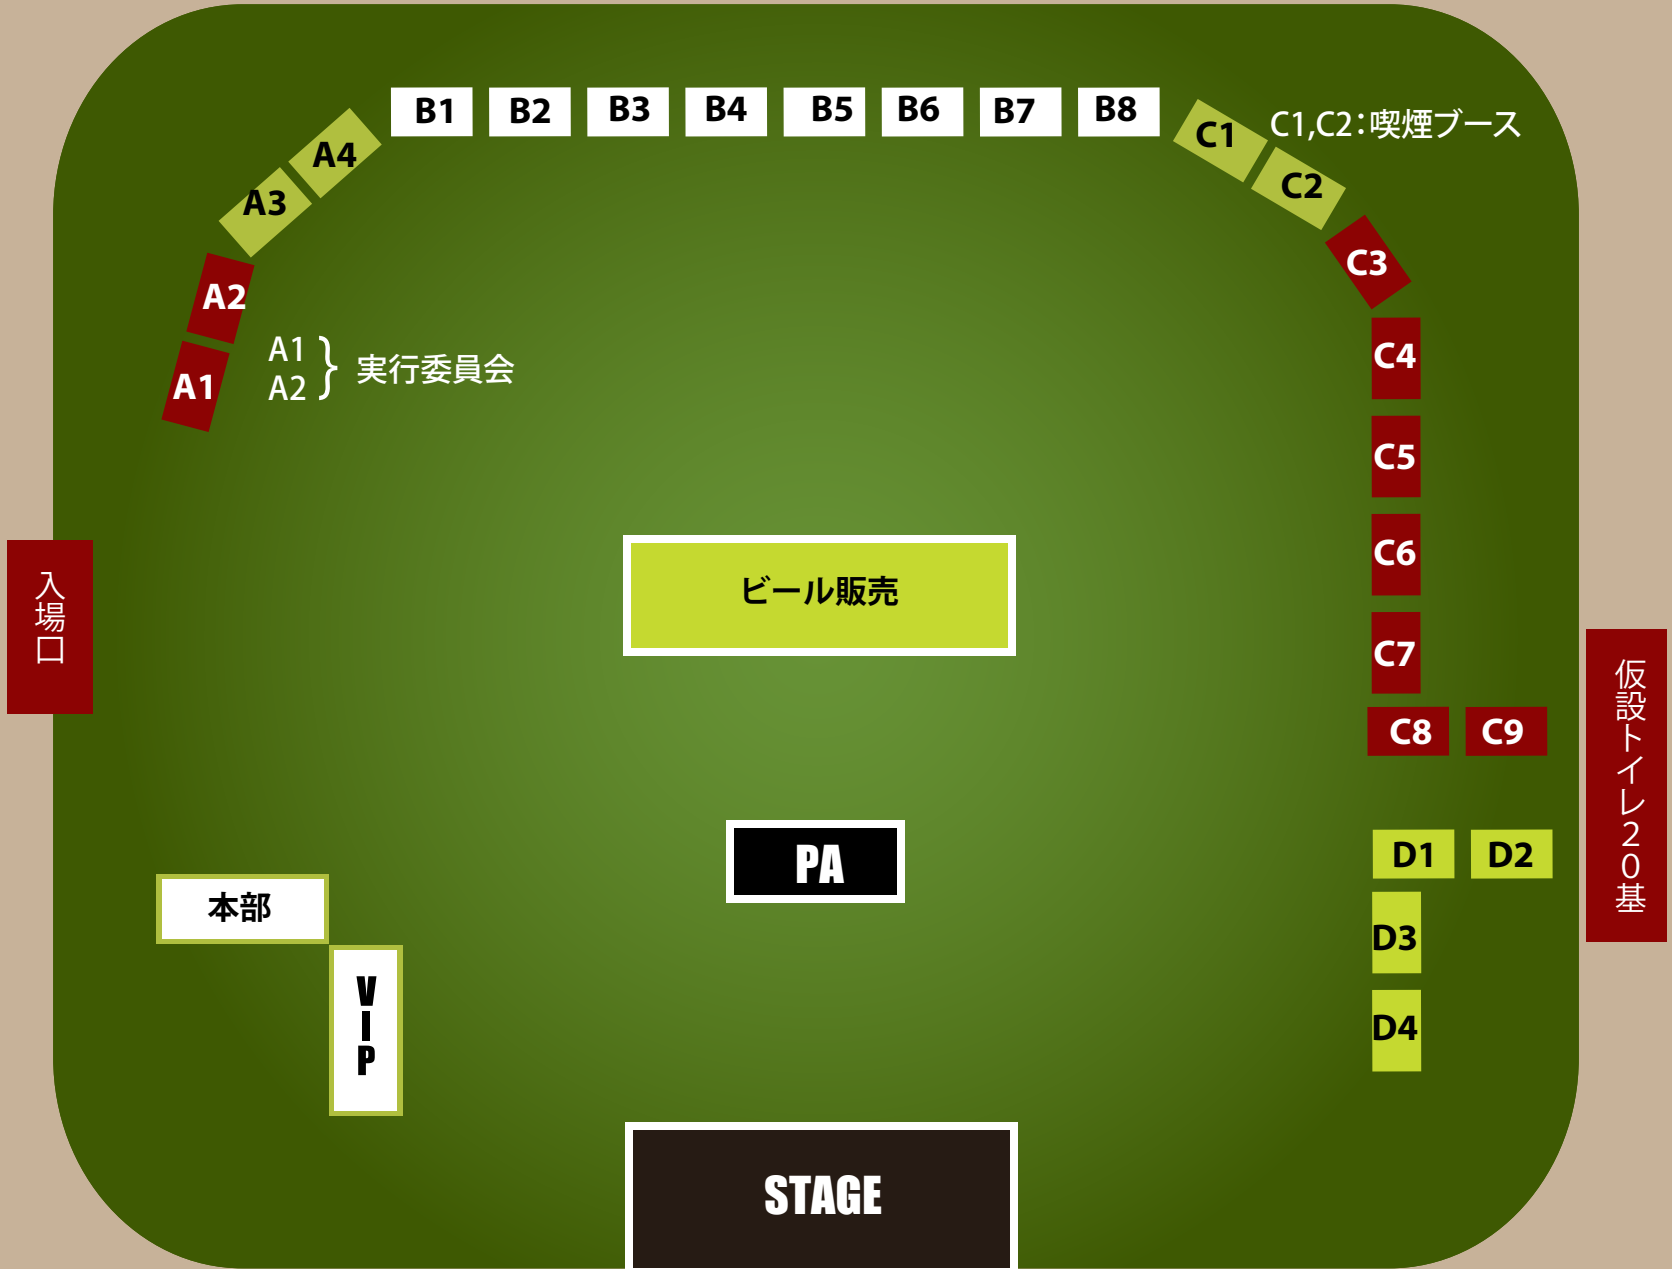 B1 B2 B3 B4 B5 B6 B7 B8
C1
C1,C2：喫煙ブース
A4
C2
A3
C3
A2
A1
A1
A2
} 実行委員会
C4
C5
C6
C7
入場口
ビール販売
仮設トイレ２０基
C8 C9
PA
D1 D2
D3
D4
本部
VIP
STAGE